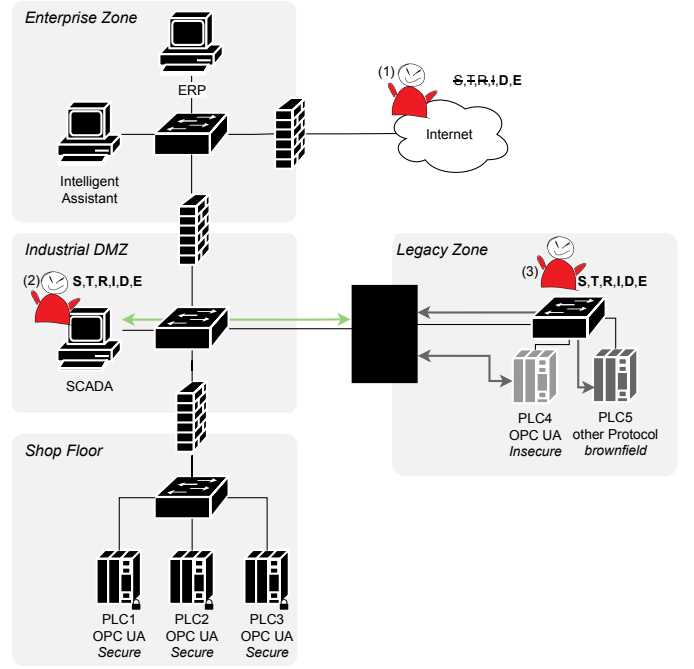 Enterprise Zone
ERP
(1)
S,T,R,I,D,E
Internet
Intelligent
Assistant
Industrial DMZ
(2)
S,T,R,I,D,E
SCADA
Legacy Zone
(3)
S,T,R,I,D,E
PLC4
OPC UA
Insecure
PLC5
other Protocol
brownfield
Shop Floor
PLC1
OPC UA
Secure
PLC2
OPC UA
Secure
PLC3
OPC UA
Secure